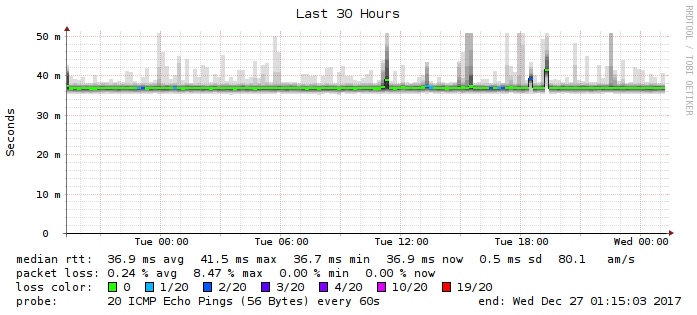 Last 30 Hours
RRDTOOL / TOBI OETIKER
Seconds
50 m
40 m
30 m
20 m
10 m
0
Tue 00:00 Tue 06:00 Tue 12:00 Tue 18:00 Wed 00:00
median rtt: 36.9 ms avg 41.5 ms max 36.7 ms min 36.9 ms now 0.5 ms sd 80.1 am/s
packet loss: 0.24 % avg 8.47 % max 0.00 % min 0.00 % now
loss color: 0 1/20 2/20 3/20 4/20 10/20 19/20
probe: 20 ICMP Echo Pings (56 Bytes) every 60s end: Wed Dec 27 01:15:03 2017